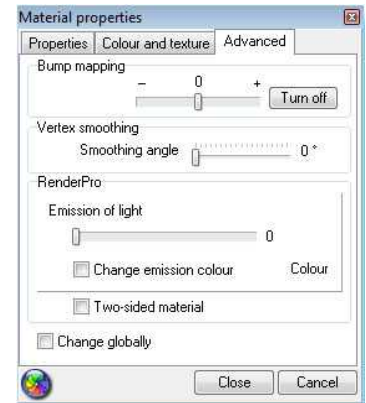 Material properties
Properties Colour and texture Advanced
Bump mapping
− 0 +
Turn off
Vertex smoothing
Smoothing angle 0 °
RenderPro
Emission of light
0
Change emission colour Colour
Two-sided material
Change globally
Close Cancel